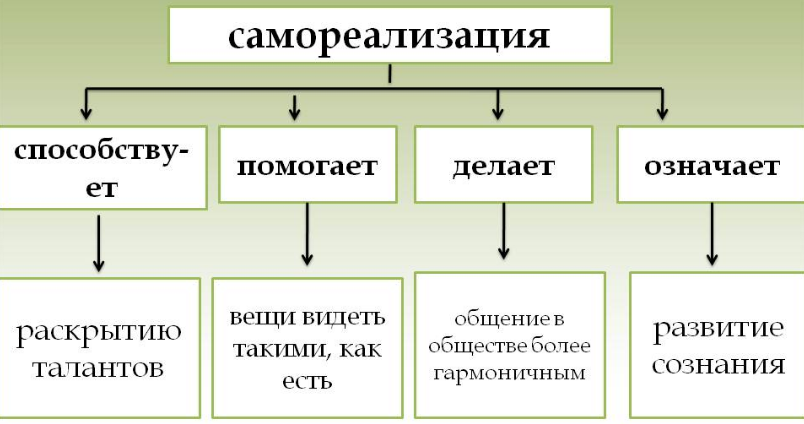 самореализация
способству-
ет
помогает
делает
означает
раскрытию
талантов
вещи видеть
такими, как
есть
общение в
обществе более
гармоничным
развитие
сознания